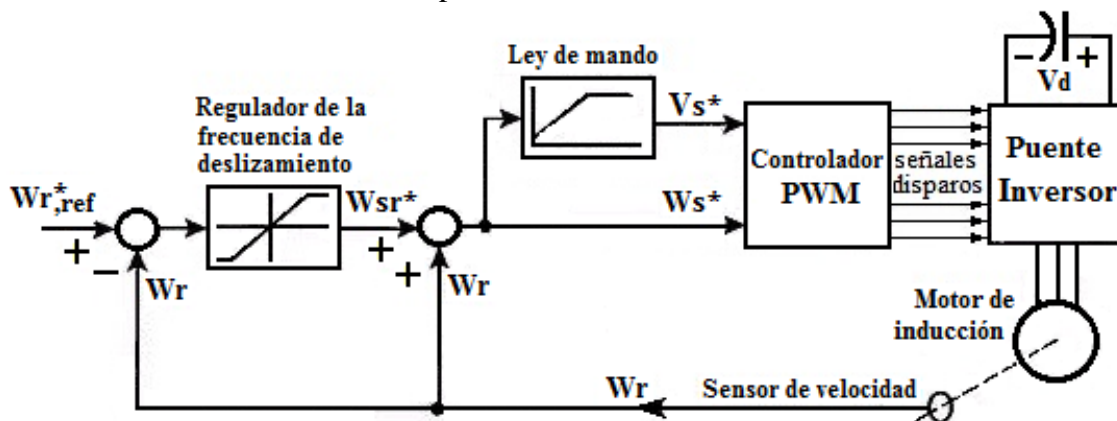 Ley de mando
Regulador de la
frecuencia de
deslizamiento
Wr*,ref
+
−
Wr
Wsr*
+
+
Wr
Vs*
Ws*
Controlador
PWM
señales
disparos
− +
Vd
Puente
Inversor
Motor de
inducción
Wr
Sensor de velocidad